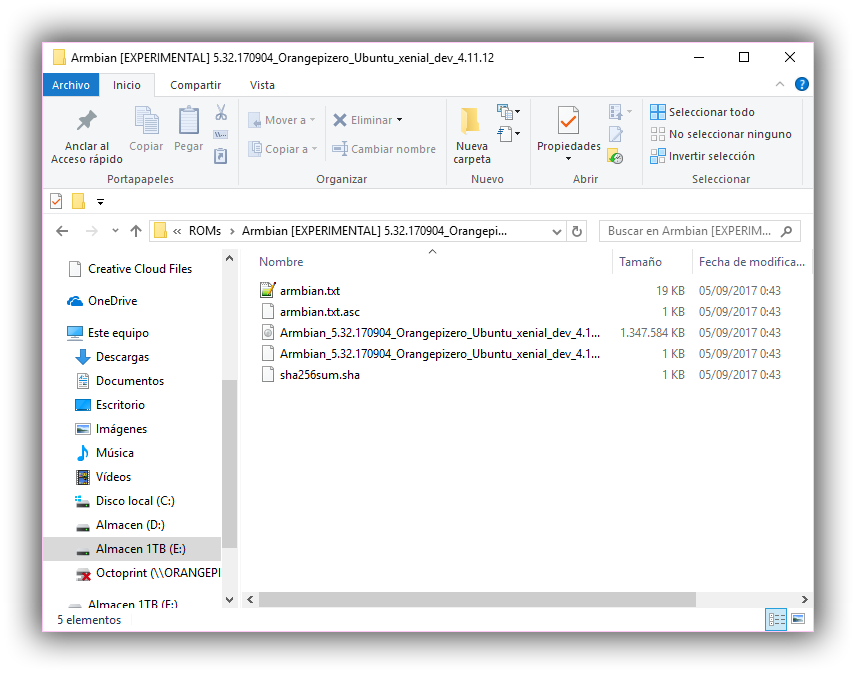 Armbian [EXPERIMENTAL] 5.32.170904_Orangepizero_Ubuntu_xenial_dev_4.11.12
Archivo Inicio Compartir Vista
Anclar al Acceso rápido
Copiar
Pegar
Portapapeles
Mover a
Copiar a
Eliminar
Cambiar nombre
Organizar
Nueva carpeta
Nuevo
Propiedades
Abrir
Seleccionar todo
No seleccionar ninguno
Invertir selección
Seleccionar
« ROMs > Armbian [EXPERIMENTAL] 5.32.170904_Orangepi...
Buscar en Armbian [EXPERIM...
Creative Cloud Files
OneDrive
Este equipo
Descargas
Documentos
Escritorio
Imágenes
Música
Vídeos
Disco local (C:)
Almacen (D:)
Almacen 1TB (E:)
Octoprint (\\ORANGEPI
Almacen 1TB (E:)
Nombre Tamaño Fecha de modifica...
armbian.txt 19 KB 05/09/2017 0:43
armbian.txt.asc 1 KB 05/09/2017 0:43
Armbian_5.32.170904_Orangepizero_Ubuntu_xenial_dev_4.1... 1.347.584 KB 05/09/2017 0:43
Armbian_5.32.170904_Orangepizero_Ubuntu_xenial_dev_4.1... 1 KB 05/09/2017 0:43
sha256sum.sha 1 KB 05/09/2017 0:43
5 elementos